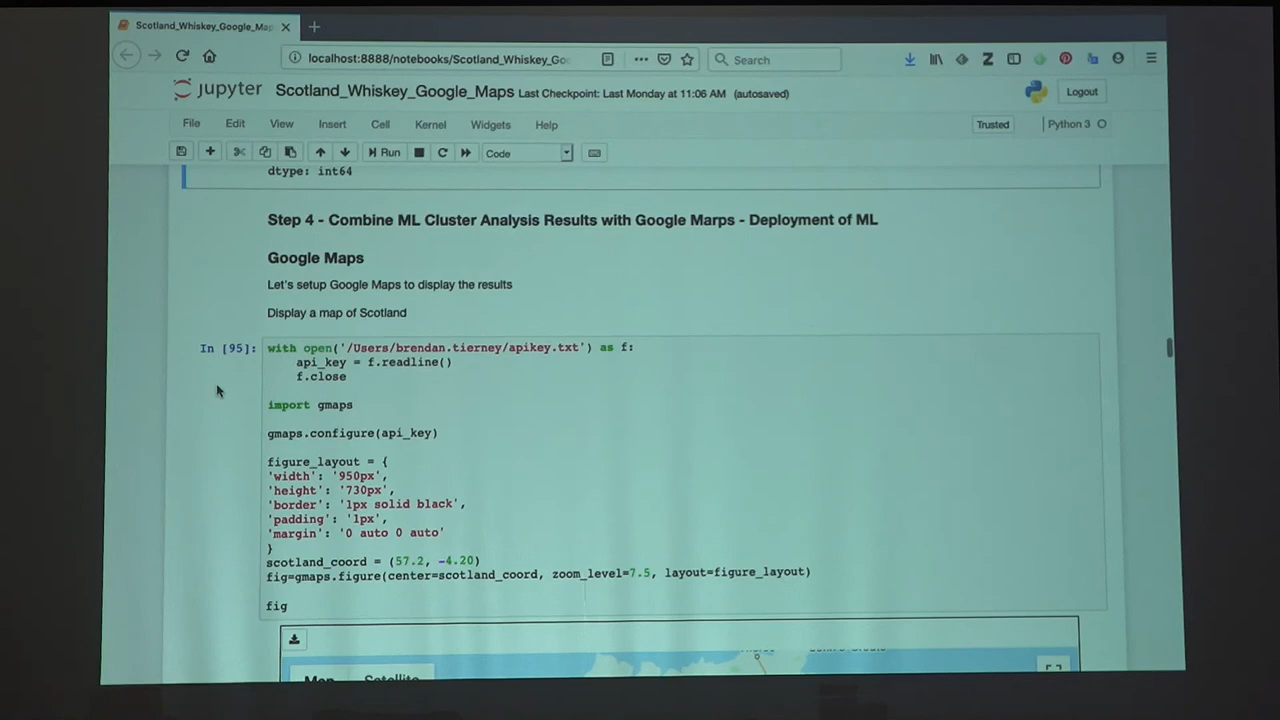 Scotland_Whiskey_Google_Map
localhost:8888/notebooks/Scotland_Whiskey_Go
Search
jupyter Scotland_Whiskey_Google_Maps Last Checkpoint: Last Monday at 11:06 AM (autosaved)
Logout
File Edit View Insert Cell Kernel Widgets Help
Trusted Python 3
Run Code
dtype: int64
Step 4 - Combine ML Cluster Analysis Results with Google Marps - Deployment of ML
Google Maps
Let's setup Google Maps to display the results
Display a map of Scotland
In [95]: with open('/Users/brendan.tierney/apikey.txt') as f:
api_key = f.readline()
f.close
import gmaps
gmaps.configure(api_key)
figure_layout = {
'width': '950px',
'height': '730px',
'border': '1px solid black',
'padding': '1px',
'margin': '0 auto 0 auto'
}
scotland_coord = (57.2, -4.20)
fig=gmaps.figure(center=scotland_coord, zoom_level=7.5, layout=figure_layout)
fig
Map Satellite